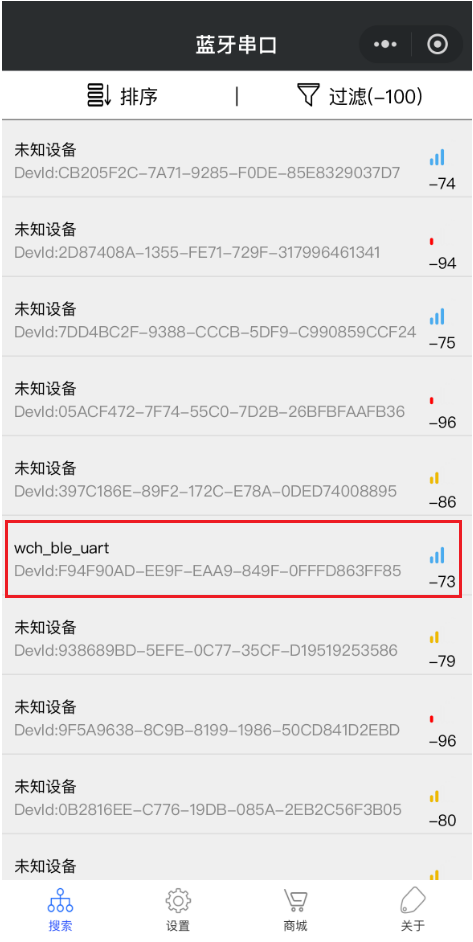 蓝牙串口
排序 | 过滤(-100)
未知设备
DevId:CB205F2C-7A71-9285-F0DE-85E8329037D7
-74
未知设备
DevId:2D87408A-1355-FE71-729F-317996461341
-94
未知设备
DevId:7DD4BC2F-9388-CCCB-5DF9-C990859CCF24
-75
未知设备
DevId:05ACF472-7F74-55C0-7D2B-26BFBFAAFB36
-96
未知设备
DevId:397C186E-89F2-172C-E78A-0DED74008895
-86
wch_ble_uart
DevId:F94F90AD-EE9F-EAA9-849F-0FFFD863FF85
-73
未知设备
DevId:938689BD-5EFE-0C77-35CF-D19519253586
-79
未知设备
DevId:9F5A9638-8C9B-8199-1986-50CD841D2EBD
-96
未知设备
DevId:0B2816EE-C776-19DB-085A-2EB2C56F3B05
-80
未知设备
搜索 设置 商城 关于